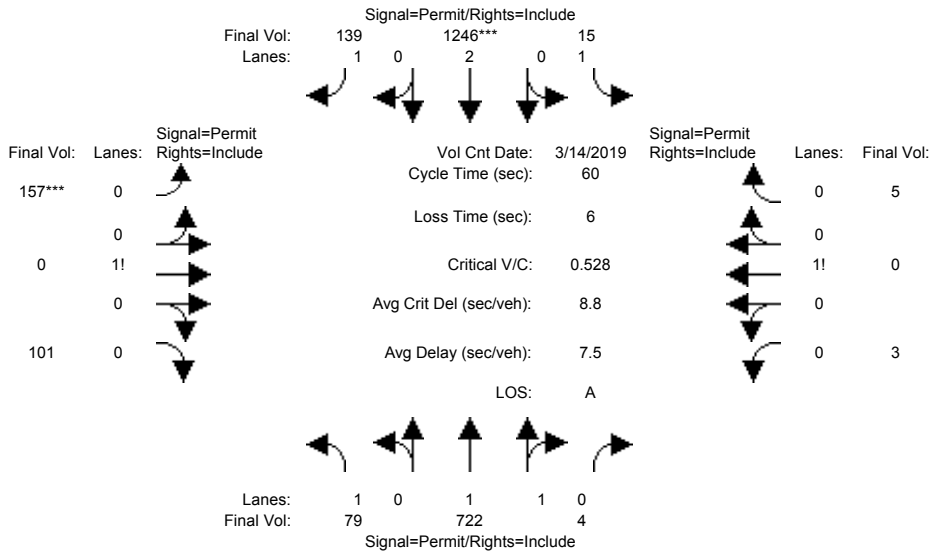 Signal=Permit/Rights=Include
Final Vol: 139 1246*** 15
Lanes: 1 0 2 0 1
Signal=Permit Signal=Permit
Final Vol: Lanes: Rights=Include Vol Cnt Date: 3/14/2019 Rights=Include Lanes: Final Vol:
Cycle Time (sec): 60
157*** 0 0 5
Loss Time (sec): 6
0 0
0 1! Critical V/C: 0.528 1! 0
0 Avg Crit Del (sec/veh): 8.8 0
101 0 Avg Delay (sec/veh): 7.5 0 3
LOS: A
Lanes: 1 0 1 1 0
Final Vol: 79 722 4
Signal=Permit/Rights=Include